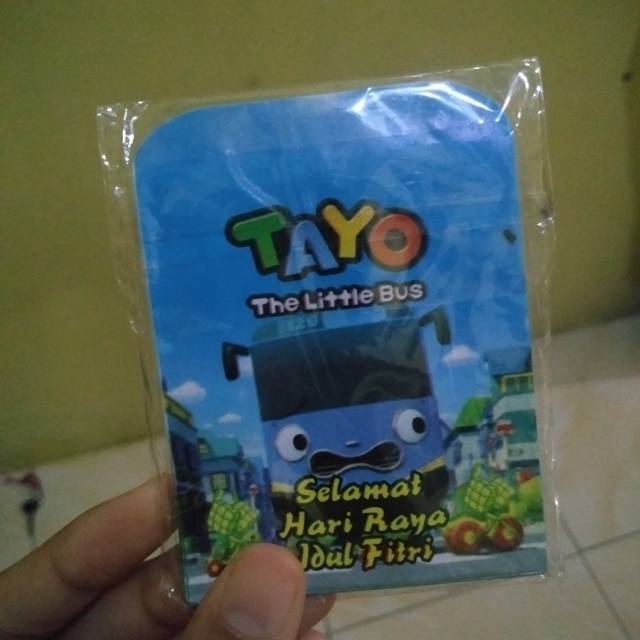 TAYO
The Little Bus
Selamat
Hari Raya
Idul Fitri